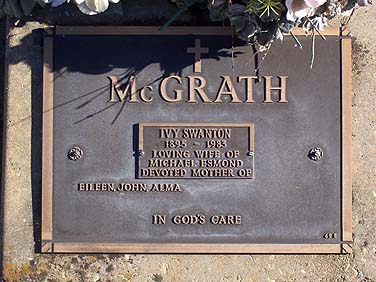 McGRATH
IVY SWANTON
1895 - 1983
LOVING WIFE OF
MICHAEL ESMOND
DEVOTED MOTHER OF
EILEEN, JOHN, ALMA
IN GOD'S CARE